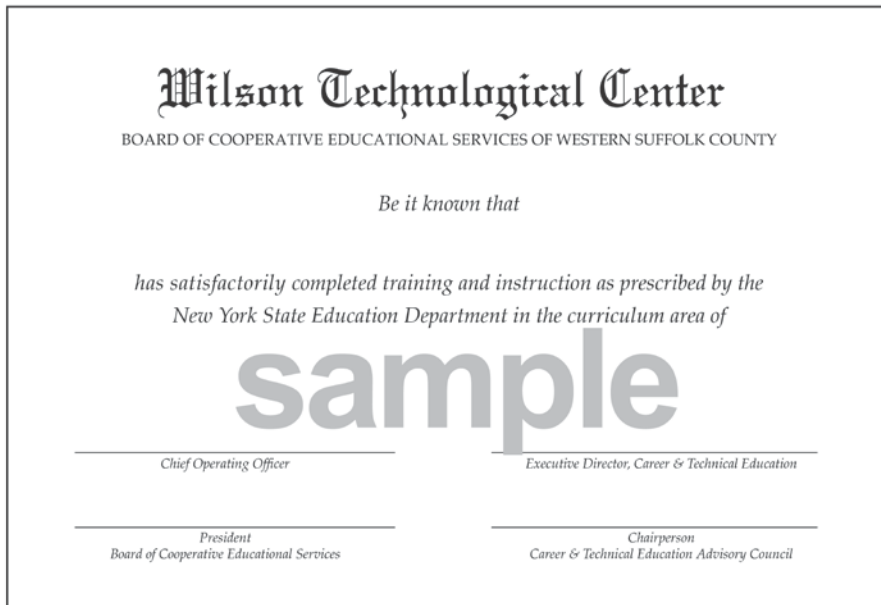 Wilson Technological Center
BOARD OF COOPERATIVE EDUCATIONAL SERVICES OF WESTERN SUFFOLK COUNTY
Be it known that
has satisfactorily completed training and instruction as prescribed by the
New York State Education Department in the curriculum area of
sample
Chief Operating Officer
Executive Director, Career & Technical Education
President
Board of Cooperative Educational Services
Chairperson
Career & Technical Education Advisory Council